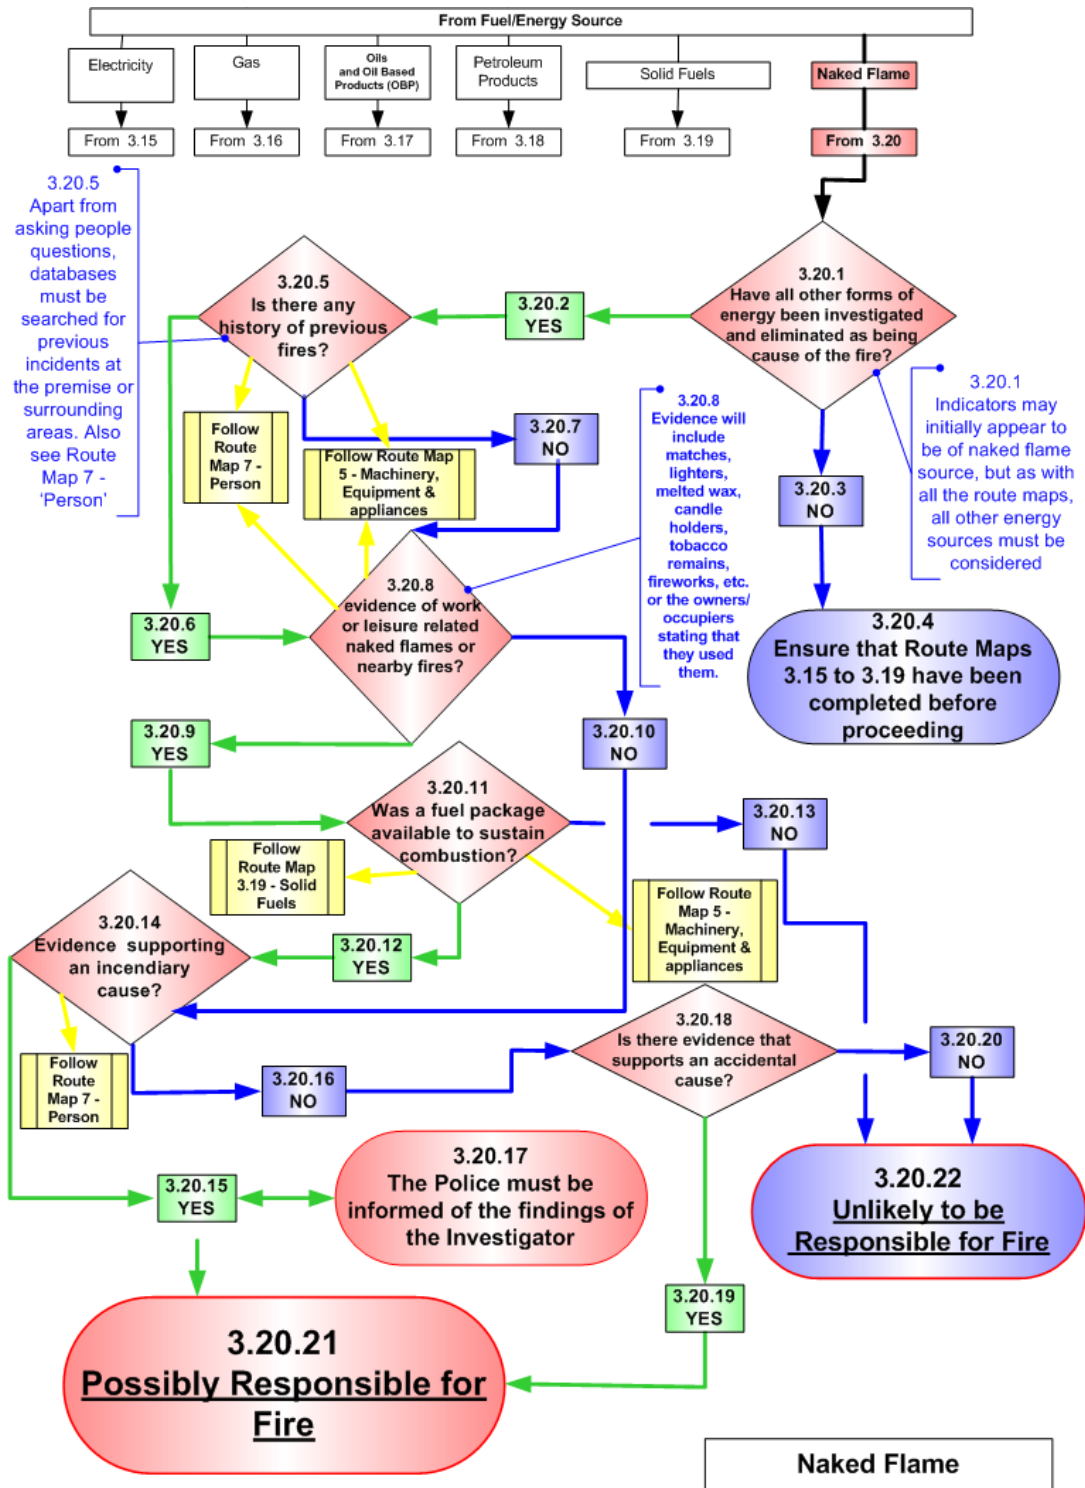 From Fuel/Energy Source
Electricity
Gas
Oils
and Oil Based
Products (OBP)
Petroleum
Products
Solid Fuels
Naked Flame
From 3.15
From 3.16
From 3.17
From 3.18
From 3.19
From 3.20
3.20.5
Apart from
asking people
questions,
databases
must be
searched for
previous
incidents at
the premise or
surrounding
areas. Also
see Route
Map 7 -
‘Person’
3.20.5
Is there any
history of previous
fires?
3.20.2
YES
3.20.1
Have all other forms of
energy been investigated
and eliminated as being
cause of the fire?
3.20.1
Indicators may
initially appear to
be of naked flame
source, but as with
all the route maps,
all other energy
sources must be
considered
Follow
Route
Map 7 -
Person
Follow Route Map
5 - Machinery,
Equipment &
appliances
3.20.7
NO
3.20.8
Evidence will
include
matches,
lighters,
melted wax,
candle
holders,
tobacco
remains,
fireworks, etc.
or the owners/
occupiers
stating that
they used
them.
3.20.3
NO
3.20.4
Ensure that Route Maps
3.15 to 3.19 have been
completed before
proceeding
3.20.6
YES
3.20.8
evidence of work
or leisure related
naked flames or
nearby fires?
3.20.9
YES
3.20.10
NO
3.20.11
Was a fuel package
available to sustain
combustion?
3.20.13
NO
Follow
Route Map
3.19 - Solid
Fuels
Follow Route
Map 5 -
Machinery,
Equipment &
appliances
3.20.14
Evidence supporting
an incendiary
cause?
3.20.12
YES
3.20.18
Is there evidence that
supports an accidental
cause?
3.20.20
NO
Follow
Route
Map 7 -
Person
3.20.16
NO
3.20.15
YES
3.20.17
The Police must be
informed of the findings of
the Investigator
3.20.22
Unlikely to be
Responsible for Fire
3.20.19
YES
3.20.21
Possibly Responsible for
Fire
Naked Flame